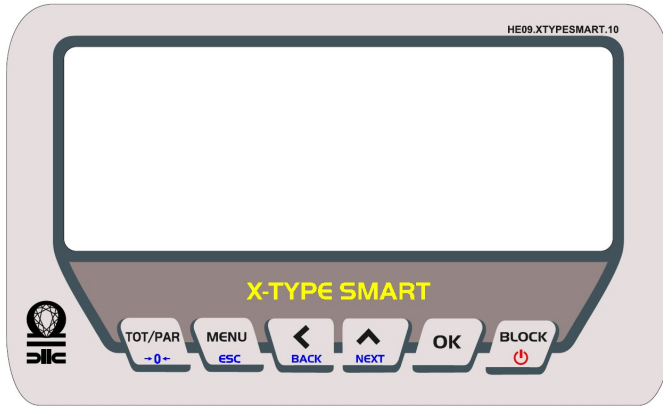 HE09.XTYPESMART.10
X-TYPE SMART
TOT/PAR MENU OK BLOCK
→0← ESC BACK NEXT